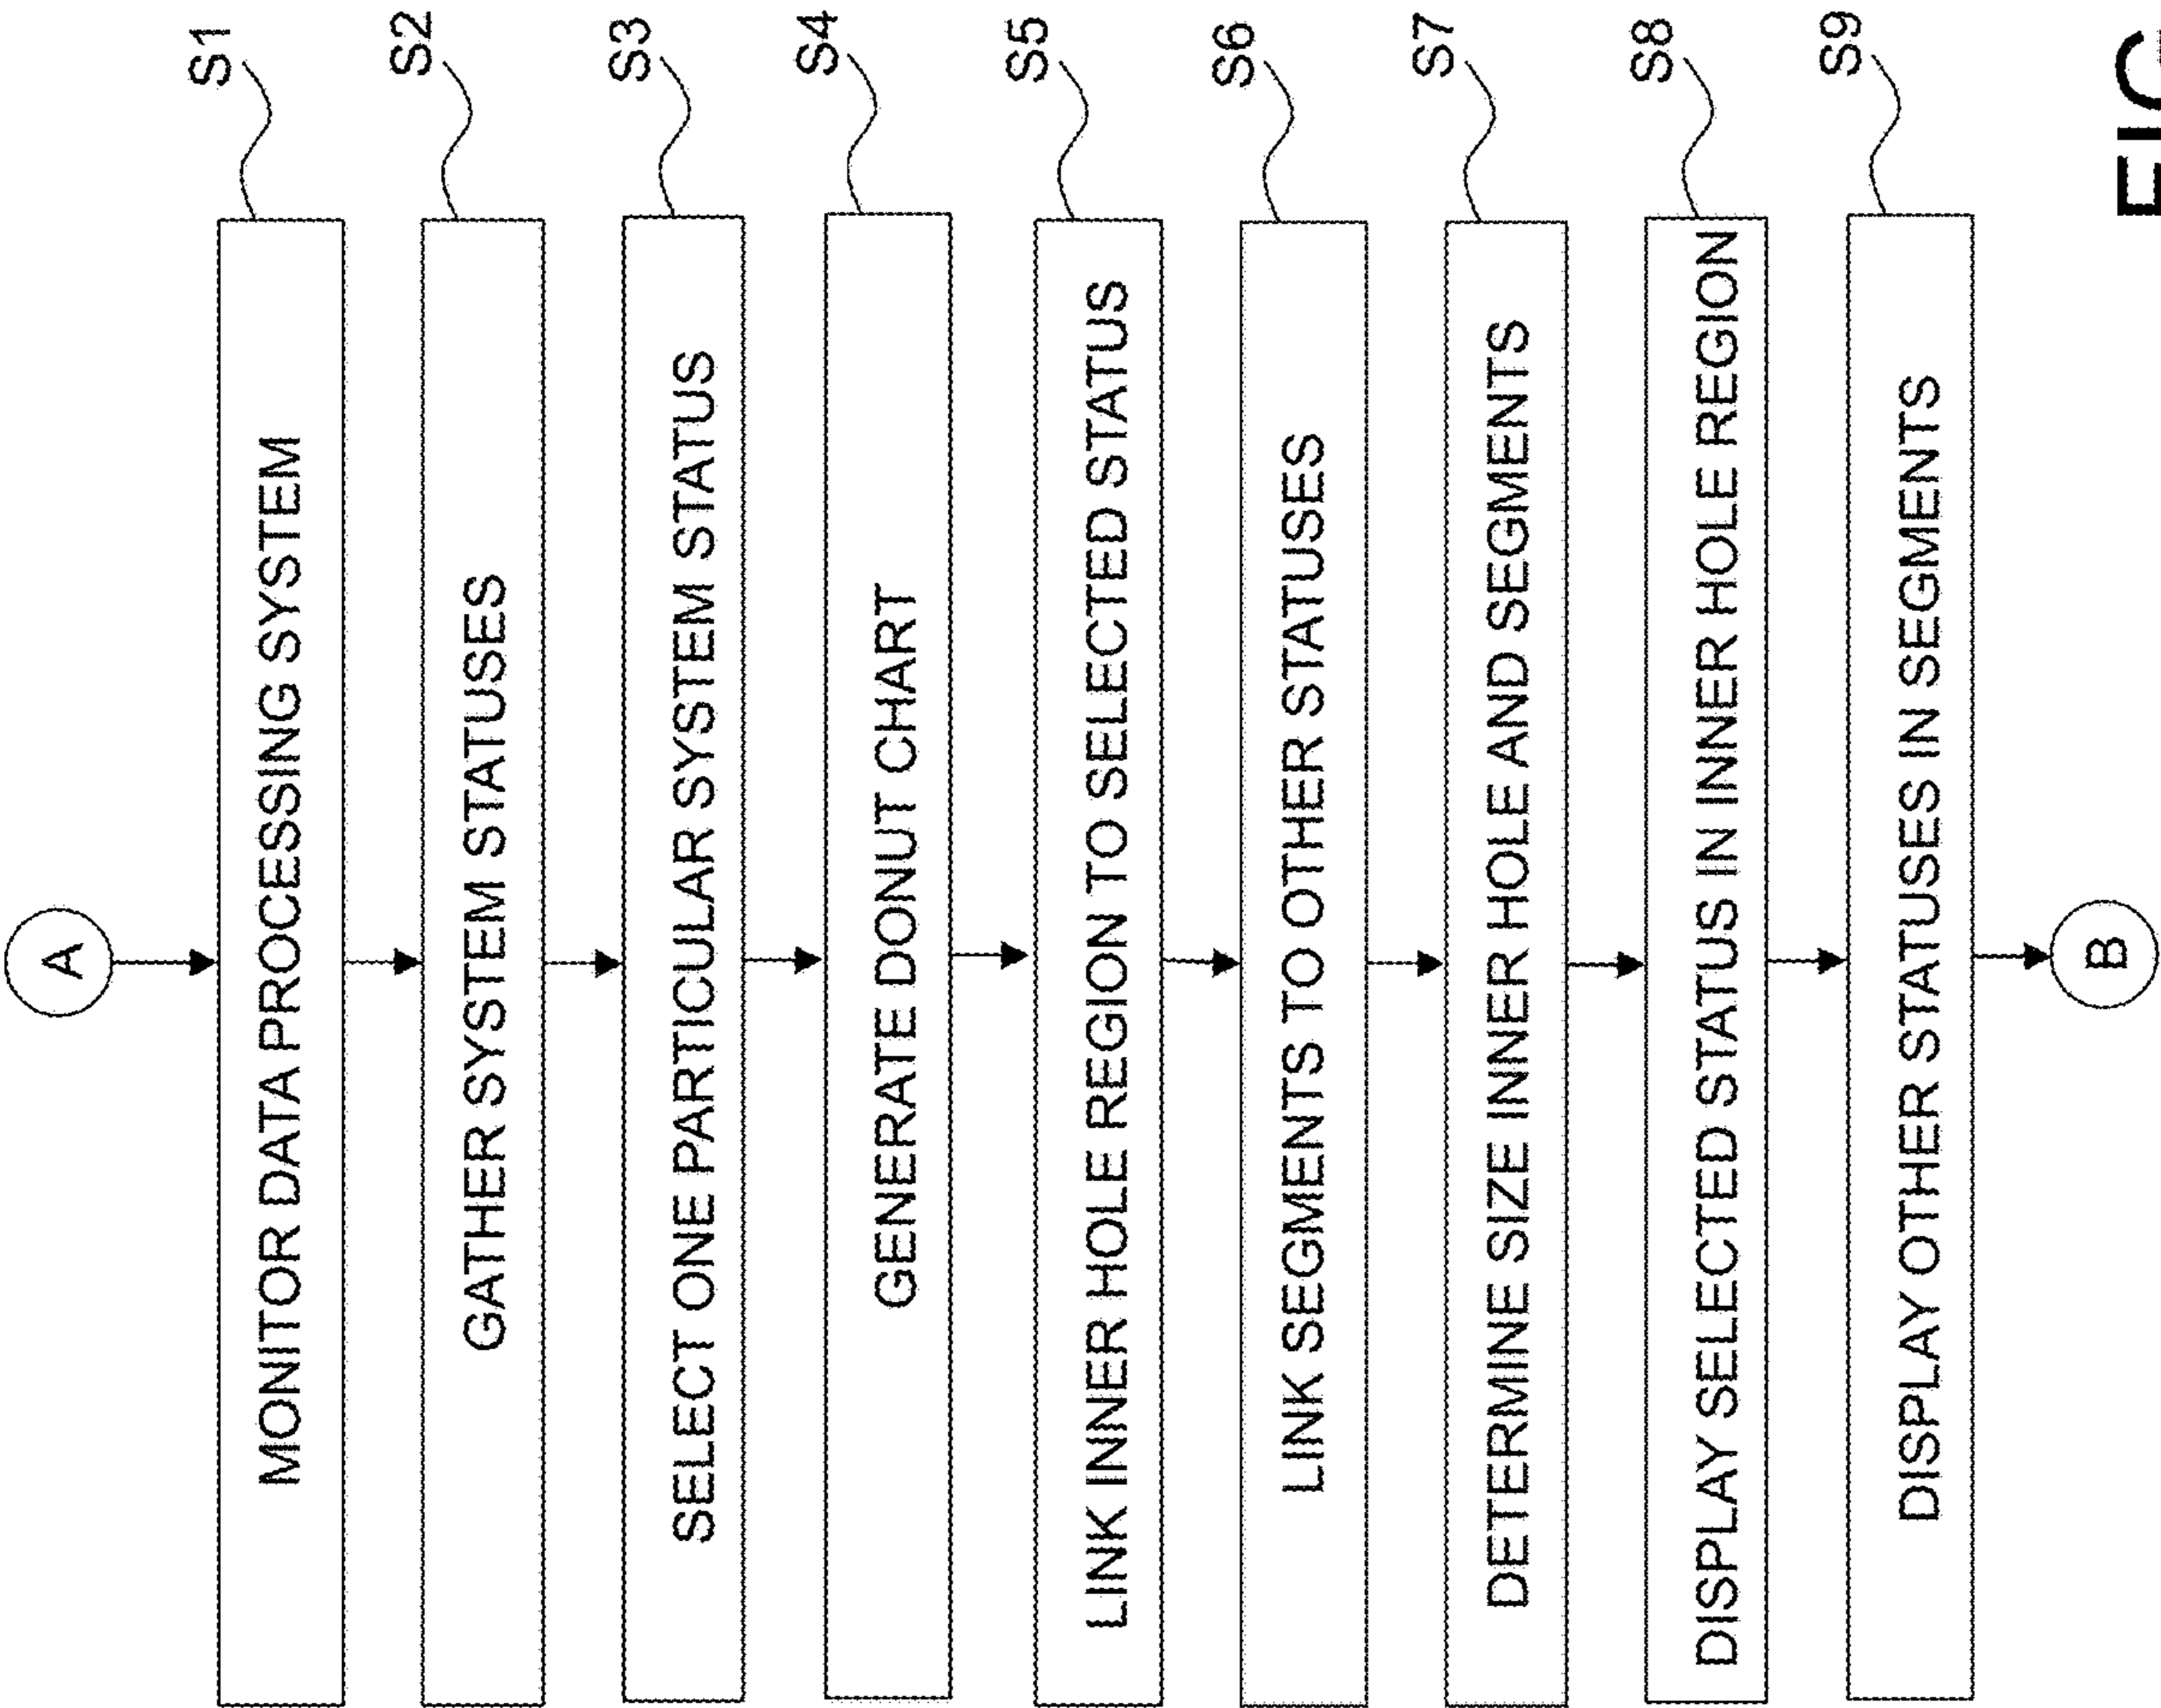 A
MONITOR DATA PROCESSING SYSTEM
S1
GATHER SYSTEM STATUSES
S2
SELECT ONE PARTICULAR SYSTEM STATUS
S3
GENERATE DONUT CHART
S4
LINK INNER HOLE REGION TO SELECTED STATUS
S5
LINK SEGMENTS TO OTHER STATUSES
S6
DETERMINE SIZE INNER HOLE AND SEGMENTS
S7
DISPLAY SELECTED STATUS IN INNER HOLE REGION
S8
DISPLAY OTHER STATUSES IN SEGMENTS
S9
B